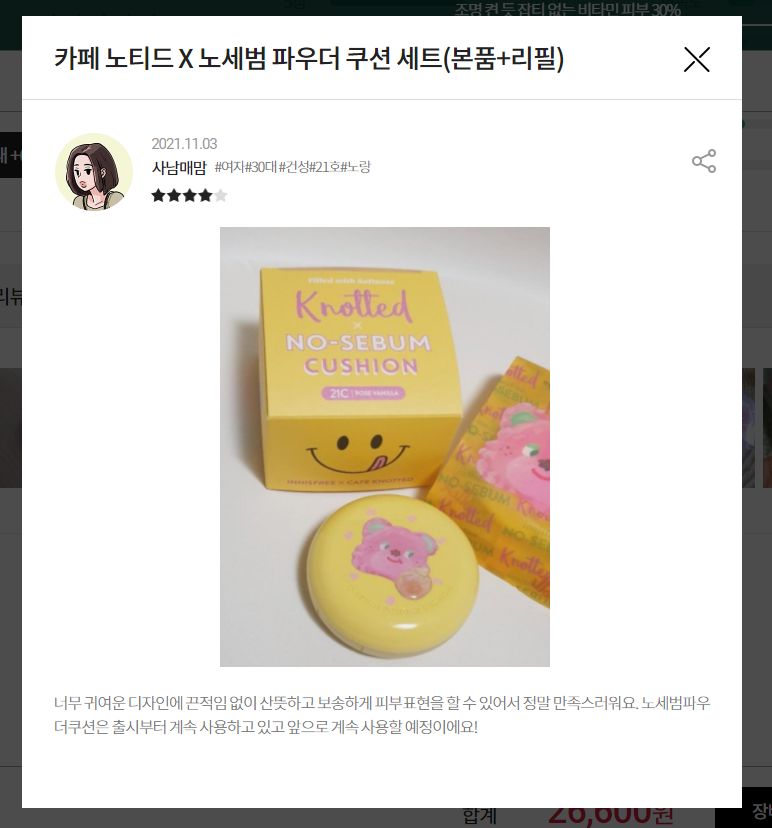 조명 켠 듯 잡티 없는 비타민 피부 30%
카페 노티드 X 노세범 파우더 쿠션 세트(본품+리필)
2021.11.03
사남매맘 #여자#30대#건성#21호#노랑
리뷰
Filled with Softness
Knotted
×
NO-SEBUM
CUSHION
21C ROSE VANILLA
INNISFREE X CAFE KNOTTED
Knotted
NO-SEBUM
Knotted
너무 귀여운 디자인에 끈적임 없이 산뜻하고 보송하게 피부표현을 할 수 있어서 정말 만족스러워요. 노세범파우
더쿠션은 출시부터 계속 사용하고 있고 앞으로 계속 사용할 예정이에요!
합계 26,600원